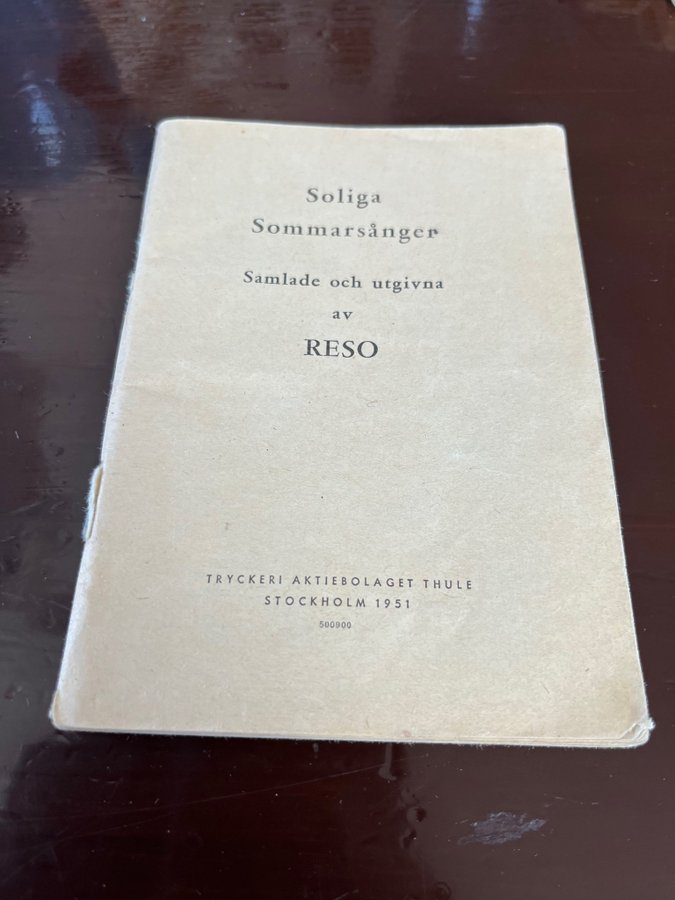 Soliga
Sommarsånger
Samlade och utgivna
av
RESO
TRYCKERI AKTIEBOLAGET THULE
STOCKHOLM 1951
500900